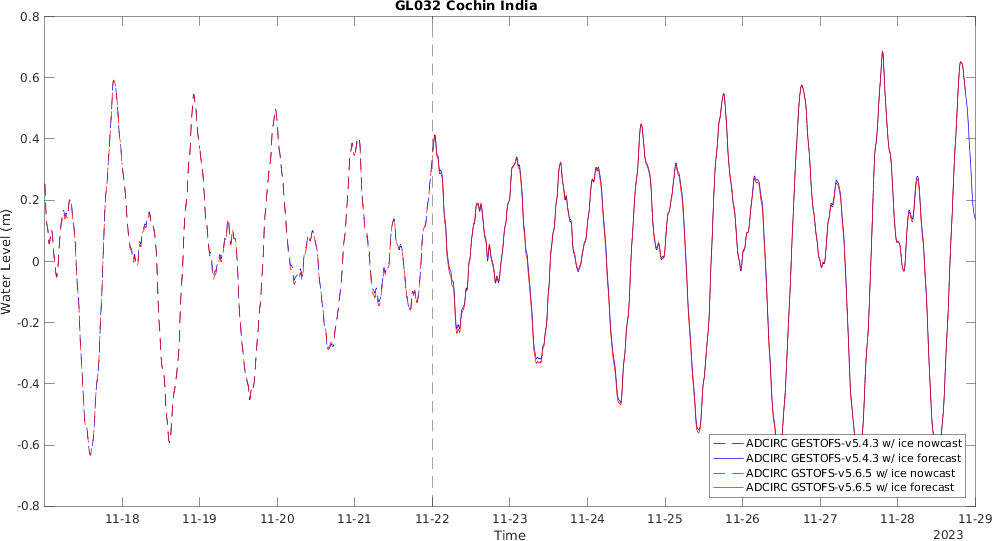 GL032 Cochin India
0.8
0.6
0.4
0.2
0
-0.2
-0.4
-0.6
-0.8
Water Level (m)
ADCIRC GESTOFS-v5.4.3 w/ ice nowcast
ADCIRC GESTOFS-v5.4.3 w/ ice forecast
ADCIRC GSTOFS-v5.6.5 w/ ice nowcast
ADCIRC GSTOFS-v5.6.5 w/ ice forecast
11-18 11-19 11-20 11-21 11-22 11-23 11-24 11-25 11-26 11-27 11-28 11-29
Time 2023